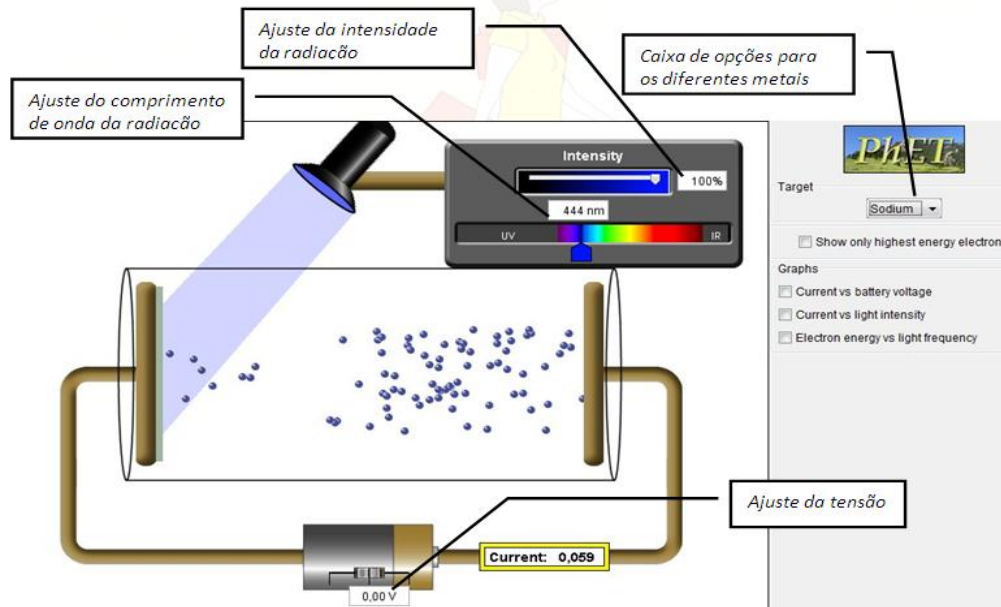 Ajuste da intensidade
da radiação
Caixa de opções para
os diferentes metais
Ajuste do comprimento
de onda da radiacão
Intensity
100%
444 nm
UV
IR
PhET
Target
Sodium
Show only highest energy electron
Graphs
Current vs battery voltage
Current vs light intensity
Electron energy vs light frequency
Ajuste da tensão
Current: 0,059
0,00 V